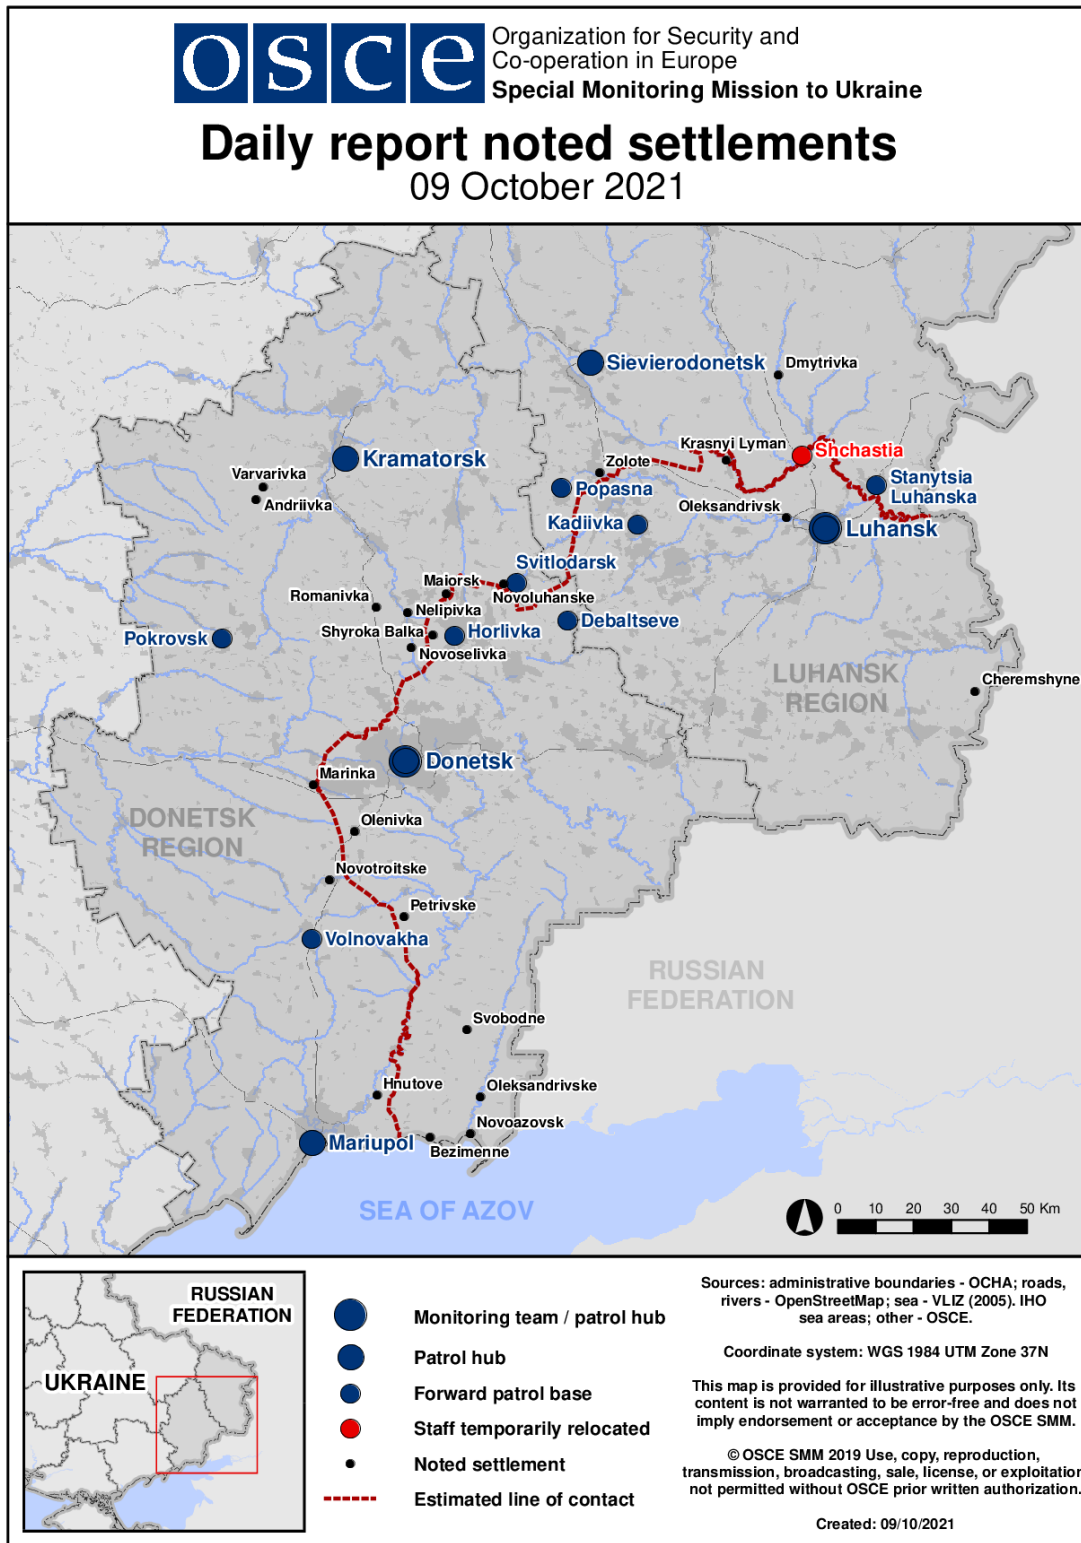 osce
Organization for Security and
Co-operation in Europe
Special Monitoring Mission to Ukraine
Daily report noted settlements
09 October 2021
Sievierodonetsk
Dmytrivka
Krasnyi Lyman
Shchastia
Kramatorsk
Zolote
Varvarivka
Stanytsia
Luhanska
Popasna
Andriivka
Oleksandrivsk
Kadiivka
Luhansk
Svitlodarsk
Maiorsk
Romanivka
Novoluhanske
Nelipivka
Debaltseve
Shyroka Balka
Horlivka
Pokrovsk
Novoselivka
LUHANSK
REGION
Cheremshyne
Donetsk
Marinka
DONETSK
REGION
Olenivka
Novotroitske
Petrivske
Volnovakha
RUSSIAN
FEDERATION
Svobodne
Hnutove
Oleksandrivske
Novoazovsk
Mariupol
Bezimenne
SEA OF AZOV
0 10 20 30 40 50 Km
RUSSIAN
FEDERATION
UKRAINE
Monitoring team / patrol hub
Patrol hub
Forward patrol base
Staff temporarily relocated
Noted settlement
Estimated line of contact
Sources: administrative boundaries - OCHA; roads,
rivers - OpenStreetMap; sea - VLIZ (2005). IHO
sea areas; other - OSCE.
Coordinate system: WGS 1984 UTM Zone 37N
This map is provided for illustrative purposes only. Its
content is not warranted to be error-free and does not
imply endorsement or acceptance by the OSCE SMM.
© OSCE SMM 2019 Use, copy, reproduction,
transmission, broadcasting, sale, license, or exploitation
not permitted without OSCE prior written authorization.
Created: 09/10/2021